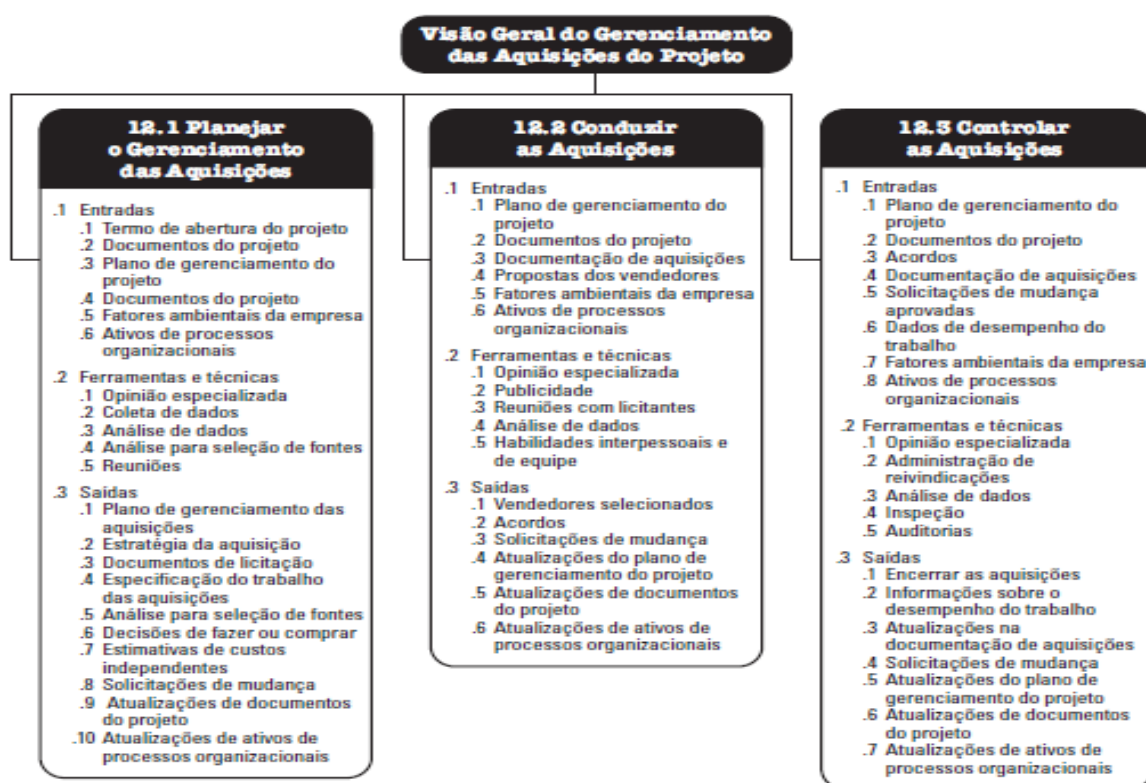 Visão Geral do Gerenciamento
das Aquisições do Projeto
12.1 Planejar
o Gerenciamento
das Aquisições
.1 Entradas
.1 Termo de abertura do projeto
.2 Documentos do projeto
.3 Plano de gerenciamento do
projeto
.4 Documentos do projeto
.5 Fatores ambientais da empresa
.6 Ativos de processos
organizacionais
.2 Ferramentas e técnicas
.1 Opinião especializada
.2 Coleta de dados
.3 Análise de dados
.4 Análise para seleção de fontes
.5 Reuniões
.3 Saídas
.1 Plano de gerenciamento das
aquisições
.2 Estratégia da aquisição
.3 Documentos de licitação
.4 Especificação do trabalho
das aquisições
.5 Análise para seleção de fontes
.6 Decisões de fazer ou comprar
.7 Estimativas de custos
independentes
.8 Solicitações de mudança
.9 Atualizações de documentos
do projeto
.10 Atualizações de ativos de
processos organizacionais
12.2 Conduzir
as Aquisições
.1 Entradas
.1 Plano de gerenciamento do
projeto
.2 Documentos do projeto
.3 Documentação de aquisições
.4 Propostas dos vendedores
.5 Fatores ambientais da empresa
.6 Ativos de processos
organizacionais
.2 Ferramentas e técnicas
.1 Opinião especializada
.2 Publicidade
.3 Reuniões com licitantes
.4 Análise de dados
.5 Habilidades interpessoais e
de equipe
.3 Saídas
.1 Vendedores selecionados
.2 Acordos
.3 Solicitações de mudança
.4 Atualizações do plano de
gerenciamento do projeto
.5 Atualizações de documentos
do projeto
.6 Atualizações de ativos de
processos organizacionais
12.3 Controlar
as Aquisições
.1 Entradas
.1 Plano de gerenciamento do
projeto
.2 Documentos do projeto
.3 Acordos
.4 Documentação de aquisições
.5 Solicitações de mudança
aprovadas
.6 Dados de desempenho do
trabalho
.7 Fatores ambientais da empresa
.8 Ativos de processos
organizacionais
.2 Ferramentas e técnicas
.1 Opinião especializada
.2 Administração de
reivindicações
.3 Análise de dados
.4 Inspeção
.5 Auditorias
.3 Saídas
.1 Encerrar as aquisições
.2 Informações sobre o
desempenho do trabalho
.3 Atualizações na
documentação de aquisições
.4 Solicitações de mudança
.5 Atualizações do plano de
gerenciamento do projeto
.6 Atualizações de documentos
do projeto
.7 Atualizações de ativos de
processos organizacionais